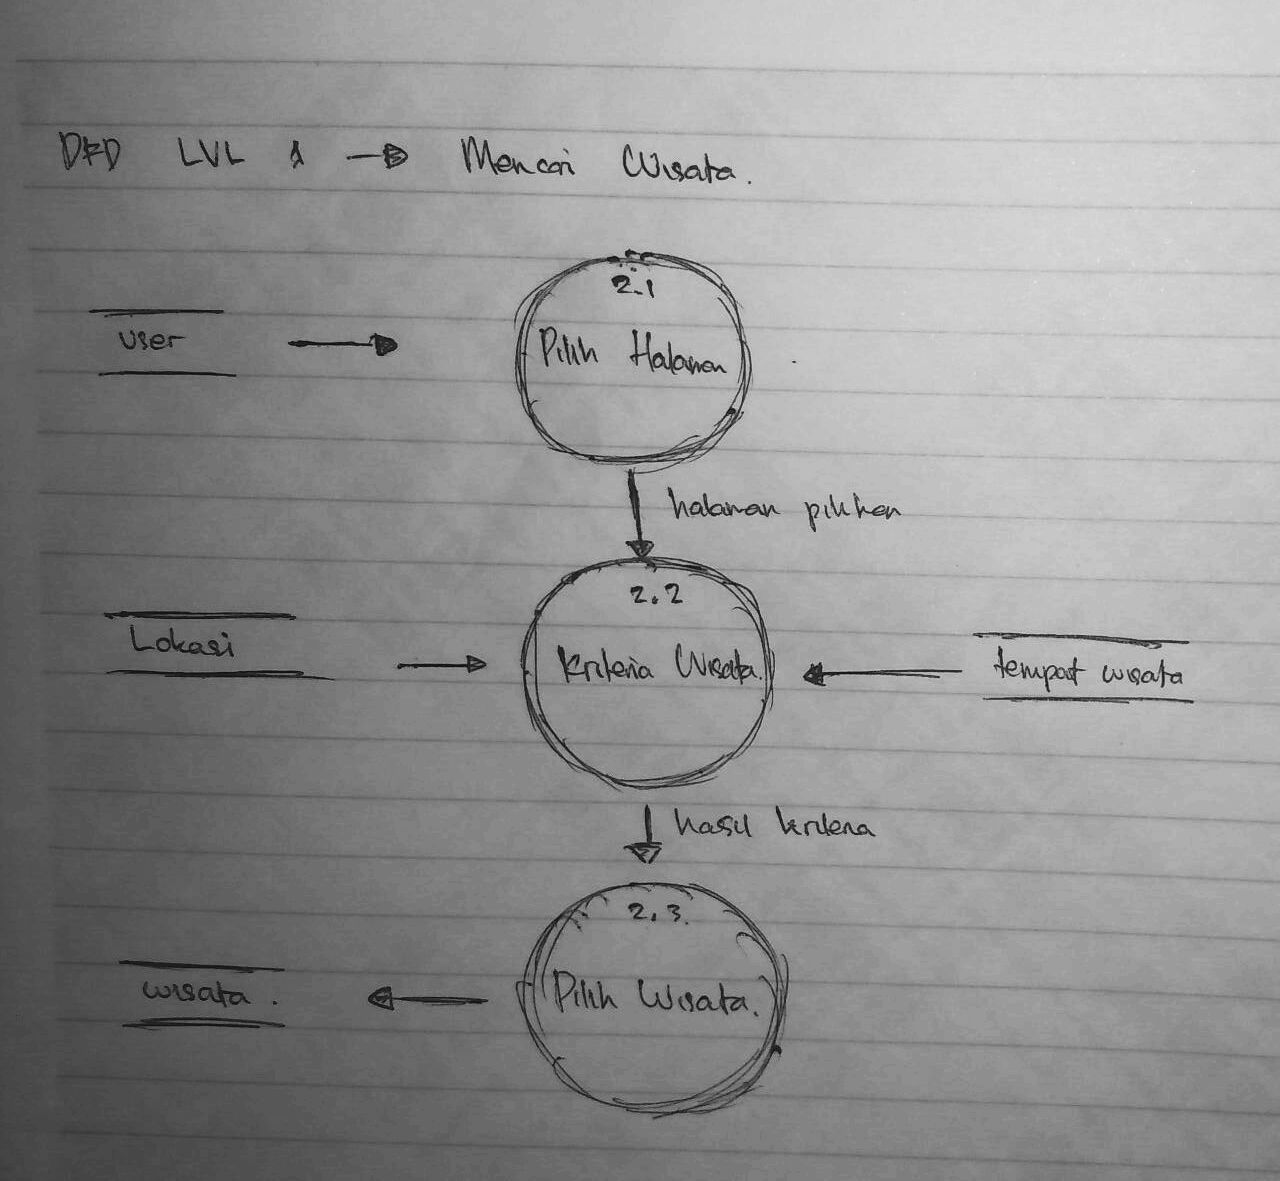 DFD LVL 1 → Mencari Wisata.
2.1
User
Pilih Halaman
halaman pilihan
2.2
Lokasi
Kriteria Wisata.
tempat wisata
hasil kriteria
2.3.
wisata.
Pilih Wisata.